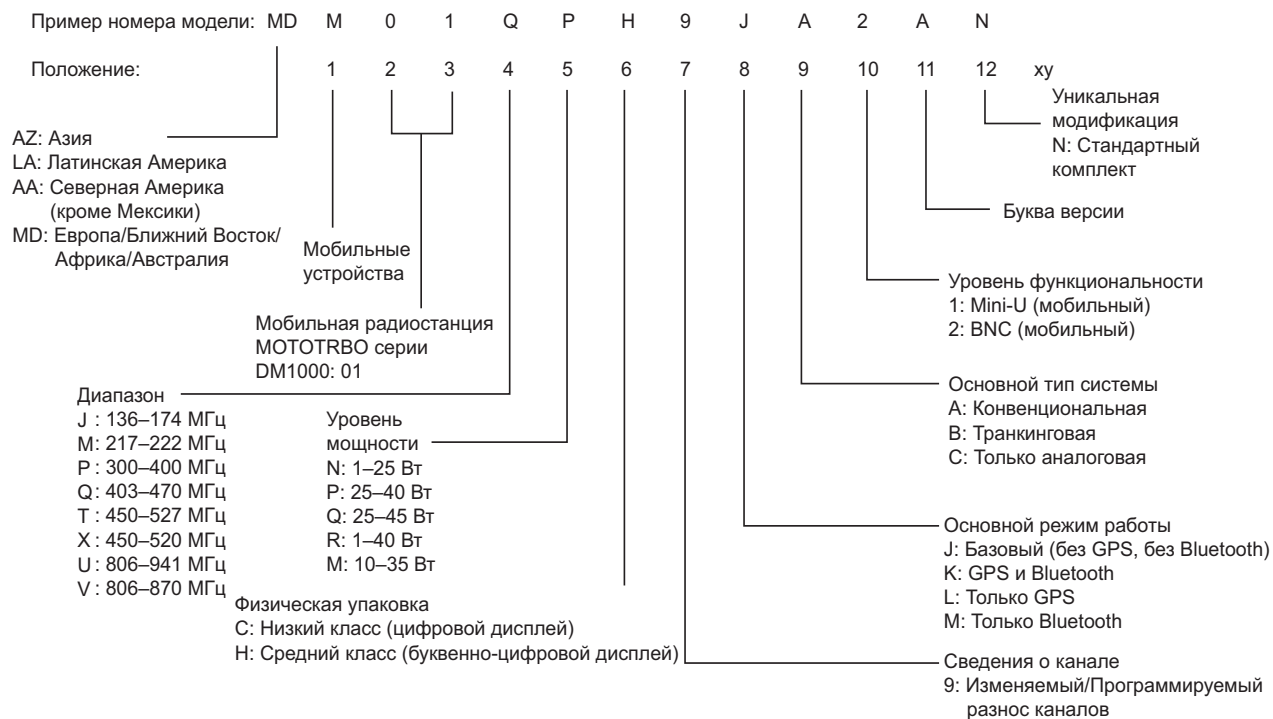 Пример номера модели: MD M 0 1 Q P H 9 J A 2 A N
Положение: 1 2 3 4 5 6 7 8 9 10 11 12 xy
AZ: Азия
LA: Латинская Америка
AA: Северная Америка
(кроме Мексики)
MD: Европа/Ближний Восток/
Африка/Австралия
Мобильные
устройства
Мобильная радиостанция
MOTOTRBO серии
DM1000: 01
Диапазон
J : 136–174 МГц
M: 217–222 МГц
P : 300–400 МГц
Q : 403–470 МГц
T : 450–527 МГц
X : 450–520 МГц
U : 806–941 МГц
V : 806–870 МГц
Уровень
мощности
N: 1–25 Вт
P: 25–40 Вт
Q: 25–45 Вт
R: 1–40 Вт
M: 10–35 Вт
Физическая упаковка
C: Низкий класс (цифровой дисплей)
H: Средний класс (буквенно-цифровой дисплей)
Сведения о канале
9: Изменяемый/Программируемый
разнос каналов
Основной режим работы
J: Базовый (без GPS, без Bluetooth)
K: GPS и Bluetooth
L: Только GPS
M: Только Bluetooth
Основной тип системы
A: Конвенциональная
B: Транкинговая
C: Только аналоговая
Уровень функциональности
1: Mini-U (мобильный)
2: BNC (мобильный)
Буква версии
Уникальная
модификация
N: Стандартный
комплект